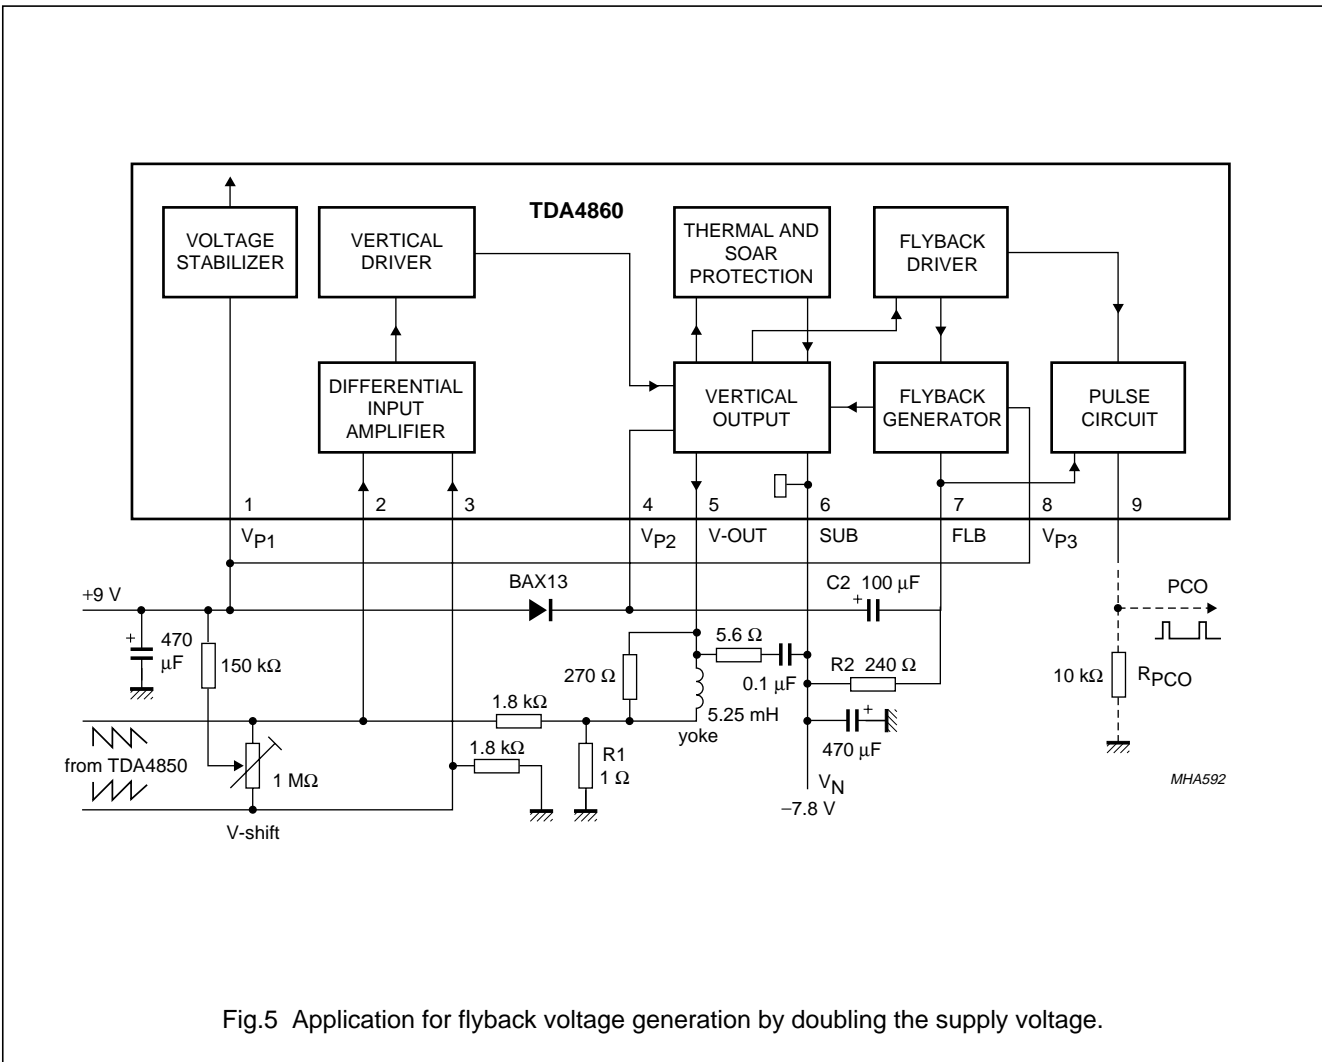 TDA4860
VOLTAGE
STABILIZER
VERTICAL
DRIVER
THERMAL AND
SOAR
PROTECTION
FLYBACK
DRIVER
DIFFERENTIAL
INPUT
AMPLIFIER
VERTICAL
OUTPUT
FLYBACK
GENERATOR
PULSE
CIRCUIT
1 2 3 4 5 6 7 8 9
VP1 VP2 V-OUT SUB FLB VP3
+9 V
BAX13
C2 100 μF
+
PCO
+
470
μF
150 kΩ
270 Ω
5.6 Ω
0.1 μF
R2 240 Ω
10 kΩ
RPCO
1.8 kΩ
5.25 mH
yoke
+
470 μF
from TDA4850
1 MΩ
1.8 kΩ
R1
1 Ω
VN
−7.8 V
MHA592
V-shift
Fig.5 Application for flyback voltage generation by doubling the supply voltage.